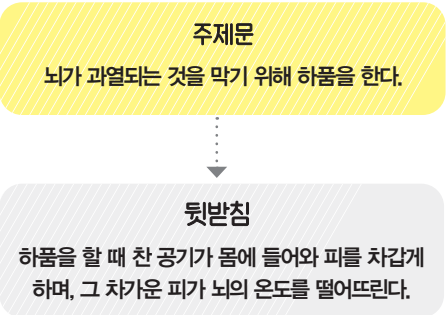 주제문
뇌가 과열되는 것을 막기 위해 하품을 한다.
뒷받침
하품을 할 때 찬 공기가 몸에 들어와 피를 차갑게
하며, 그 차가운 피가 뇌의 온도를 떨어뜨린다.